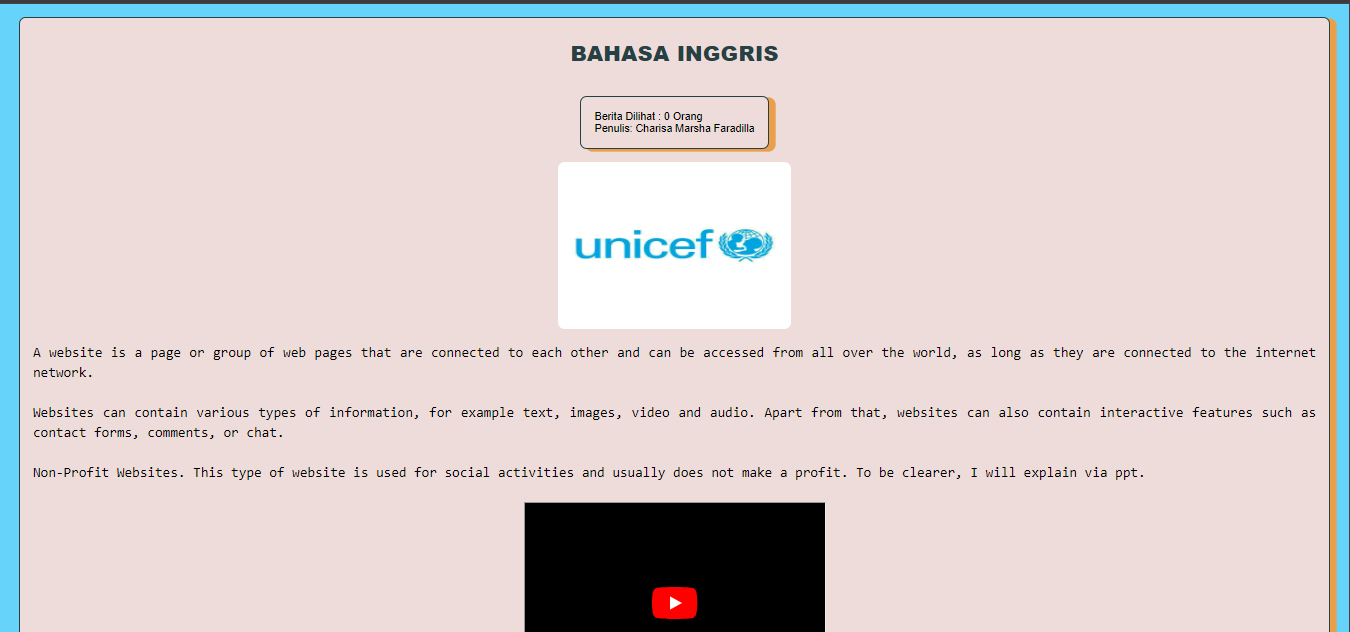 BAHASA INGGRIS
Berita Dilihat : 0 Orang
Penulis: Charisa Marsha Faradilla
unicef
A website is a page or group of web pages that are connected to each other and can be accessed from all over the world, as long as they are connected to the internet
network.
Websites can contain various types of information, for example text, images, video and audio. Apart from that, websites can also contain interactive features such as
contact forms, comments, or chat.
Non-Profit Websites. This type of website is used for social activities and usually does not make a profit. To be clearer, I will explain via ppt.